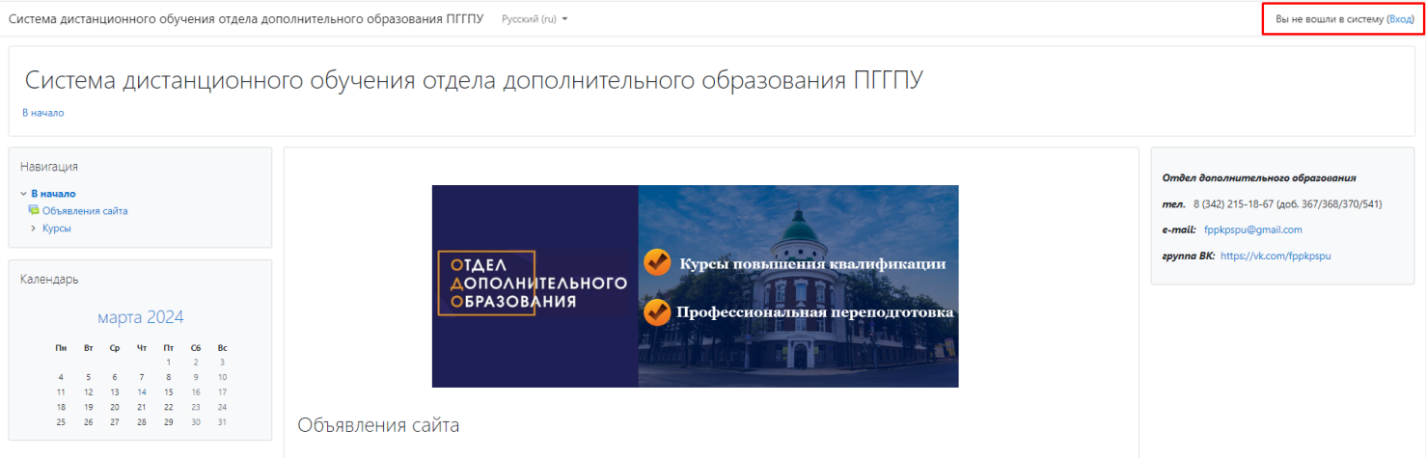 Система дистанционного обучения отдела дополнительного образования ПГГПУ Русский (ru) Вы не вошли в систему (Вход)
Система дистанционного обучения отдела дополнительного образования ПГГПУ
В начало
Навигация
В начало
Объявления сайта
Курсы
Календарь
марта 2024
Пн Вт Ср Чт Пт Сб Вс
1 2 3
4 5 6 7 8 9 10
11 12 13 14 15 16 17
18 19 20 21 22 23 24
25 26 27 28 29 30 31
ОТДЕЛ
ДОПОЛНИТЕЛЬНОГО
ОБРАЗОВАНИЯ
Курсы повышения квалификации
Профессиональная переподготовка
Объявления сайта
Отдел дополнительного образования
тел. 8 (342) 215-18-67 (доб. 367/368/370/541)
e-mail: fppkpspu@gmail.com
группа ВК: https://vk.com/fppkpspu